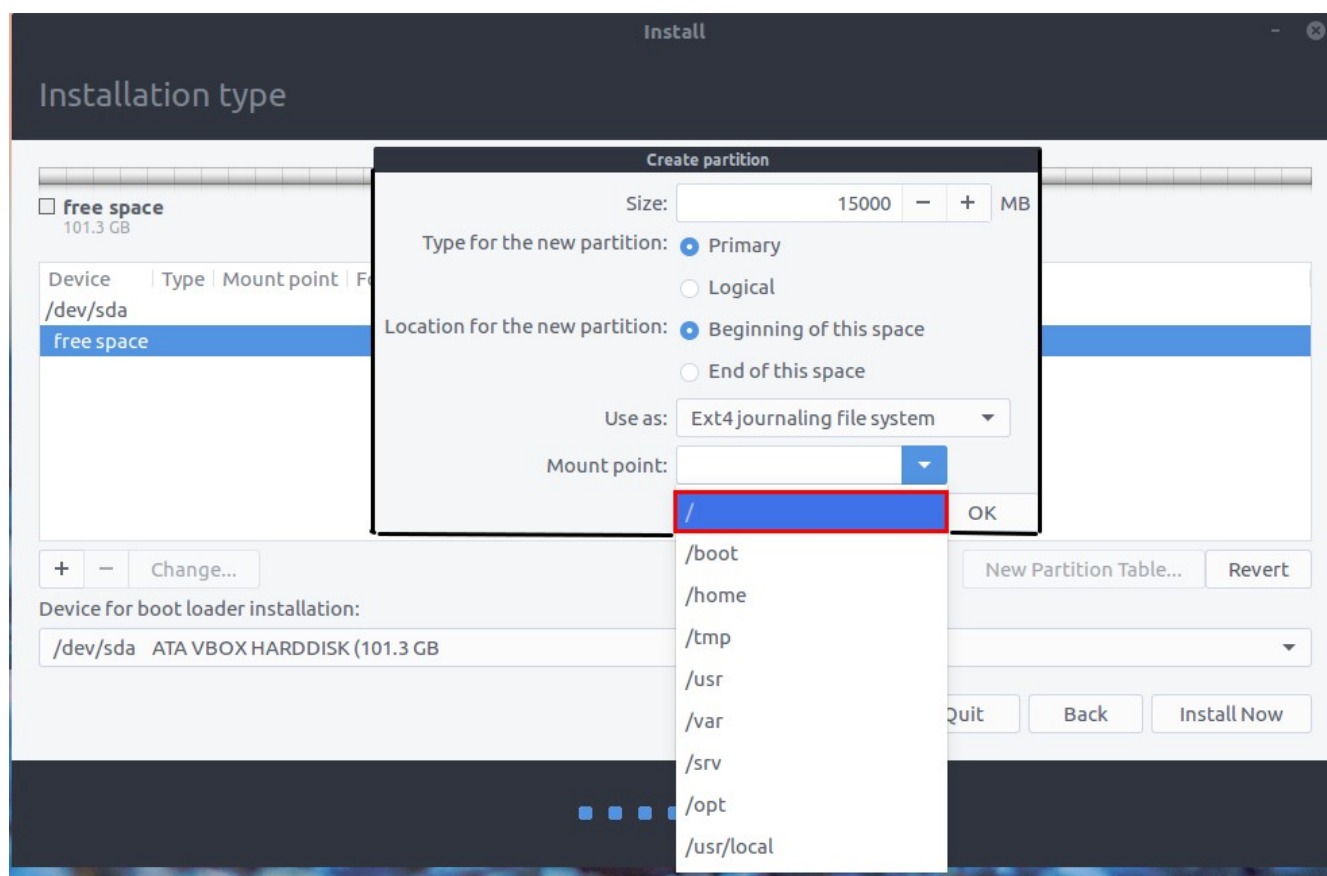 Install
Installation type
Create partition
free space
101.3 GB
Size: 15000 − + MB
Type for the new partition: Primary
Logical
Location for the new partition: Beginning of this space
End of this space
Use as: Ext4 journaling file system
Mount point:
Device Type Mount point
/dev/sda
free space
/
OK
/boot
/home
/tmp
/usr
/var
/srv
/opt
/usr/local
+ − Change... New Partition Table... Revert
Device for boot loader installation:
/dev/sda ATA VBOX HARDDISK (101.3 GB
Quit Back Install Now